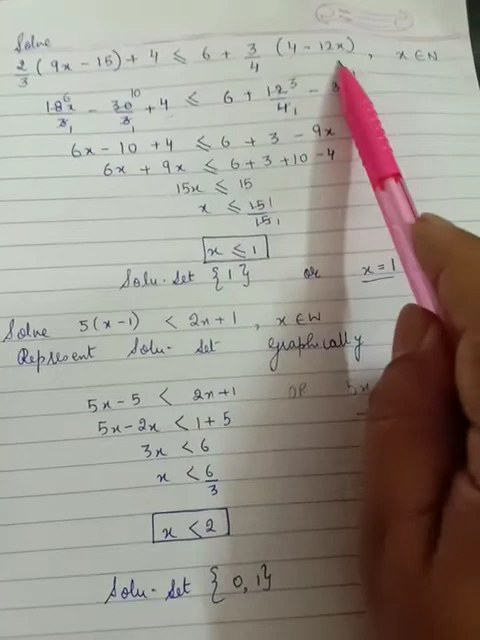 Solve
2/3 (9x - 15) + 4 ≤ 6 + 3/4 (4 - 12x), x ∈ N
18x/3 - 30/3 + 4 ≤ 6 + 12/4 -
6x - 10 + 4 ≤ 6 + 3 - 9x
6x + 9x ≤ 6 + 3 + 10 - 4
15x ≤ 15
x ≤ 15/15
x ≤ 1
Solu. Set {1} or x = 1
Solve 5(x-1) < 2x+1, x ∈ W
Represent Solu- Set graphically
5x - 5 < 2x+1 OR 5x
5x - 2x < 1 + 5
3x < 6
x < 6/3
x < 2
Solu- Set {0, 1}